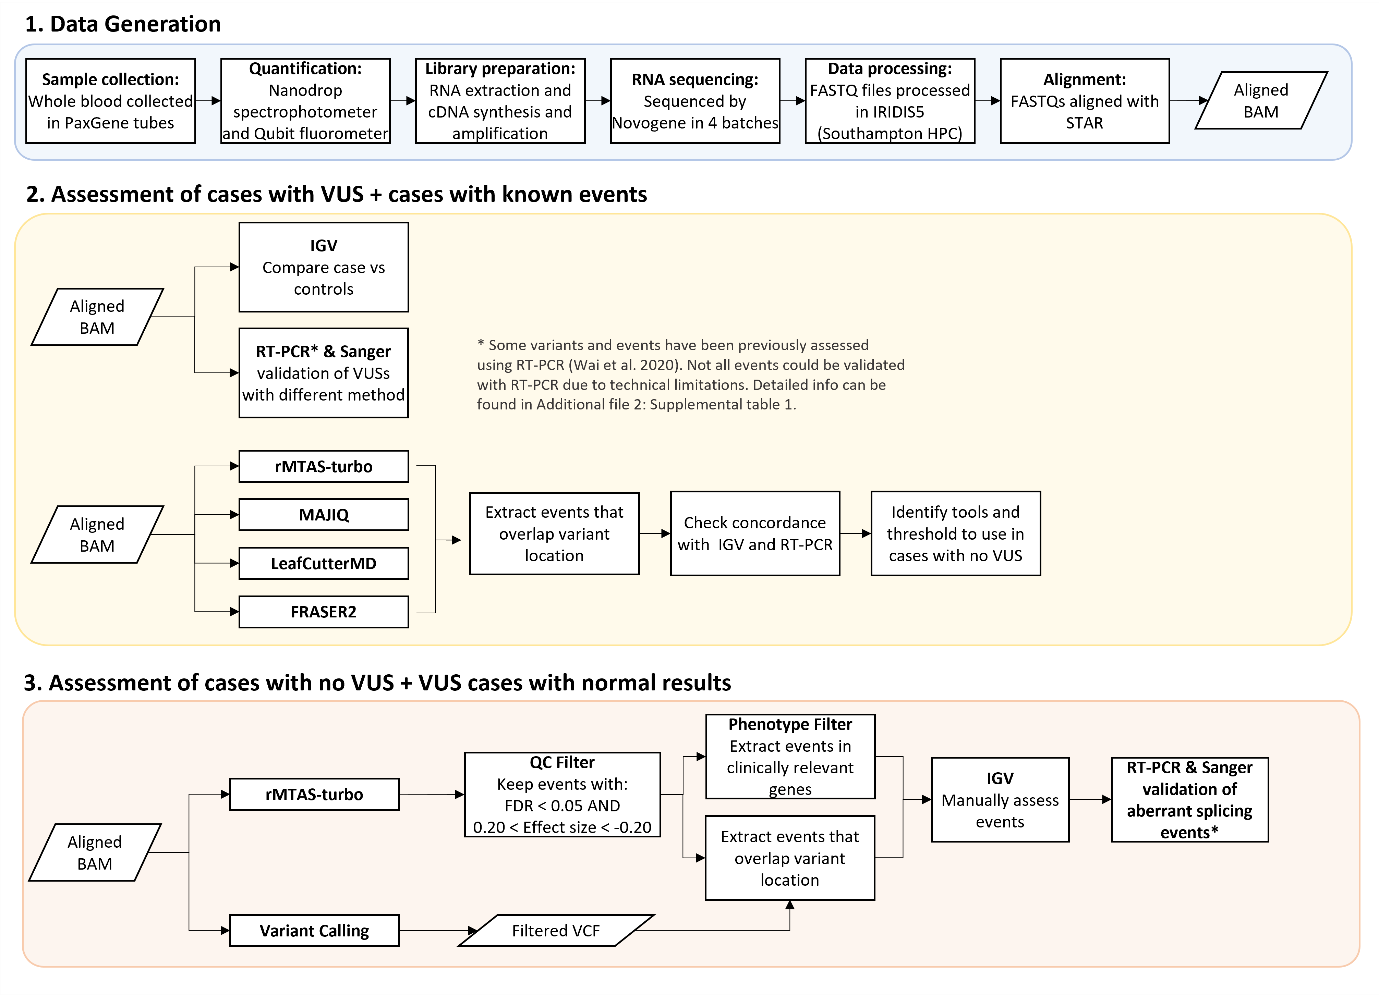 1. Data Generation
Sample collection:
Whole blood collected
in PaxGene tubes
Quantification:
Nanodrop
spectrophotometer
and Qubit fluorometer
Library preparation:
RNA extraction and
cDNA synthesis and
amplification
RNA sequencing:
Sequenced by
Novogene in 4 batches
Data processing:
FASTQ files processed
in IRIDIS5
(Southampton HPC)
Alignment:
FASTQs aligned with
STAR
Aligned
BAM
2. Assessment of cases with VUS + cases with known events
Aligned
BAM
IGV
Compare case vs
controls
RT-PCR* & Sanger
validation of VUSs
with different method
* Some variants and events have been previously assessed
using RT-PCR (Wai et al. 2020). Not all events could be validated
with RT-PCR due to technical limitations. Detailed info can be
found in Additional file 2: Supplemental table 1.
Aligned
BAM
rMTAS-turbo
MAJIQ
LeafCutterMD
FRASER2
Extract events that
overlap variant
location
Check concordance
with IGV and RT-PCR
Identify tools and
threshold to use in
cases with no VUS
3. Assessment of cases with no VUS + VUS cases with normal results
Aligned
BAM
rMTAS-turbo
QC Filter
Keep events with:
FDR < 0.05 AND
0.20 < Effect size < -0.20
Phenotype Filter
Extract events in
clinically relevant
genes
Extract events that
overlap variant
location
IGV
Manually assess
events
RT-PCR & Sanger
validation of
aberrant splicing
events*
Variant Calling
Filtered VCF